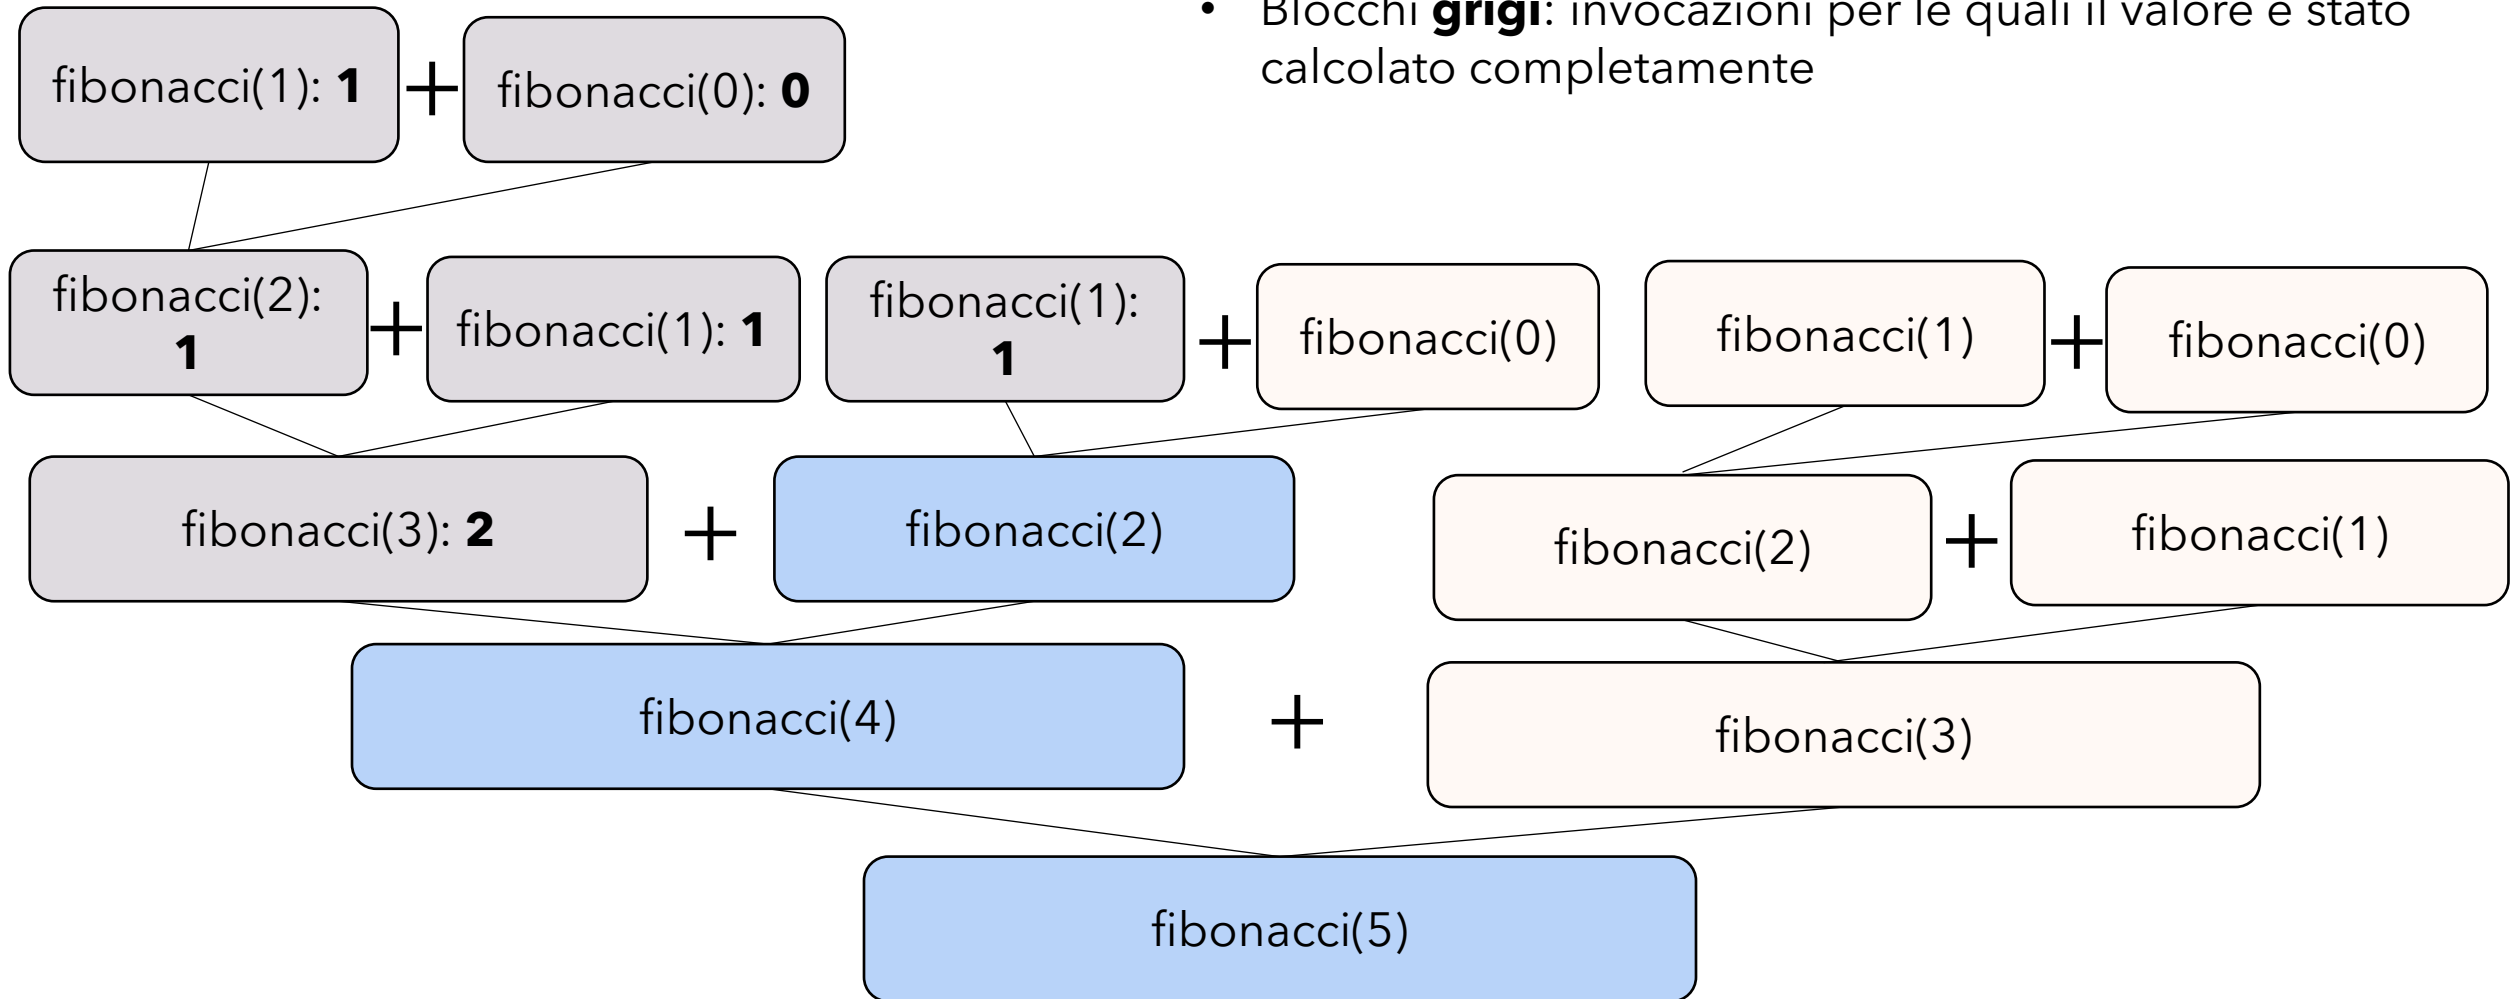 • Blocchi grigi: invocazioni per le quali il valore è stato
calcolato completamente
fibonacci(1): 1 + fibonacci(0): 0
fibonacci(2):
1
+
fibonacci(1): 1
fibonacci(1):
1
+
fibonacci(0)
fibonacci(1)
+
fibonacci(0)
fibonacci(3): 2
+
fibonacci(2)
fibonacci(2)
+
fibonacci(1)
fibonacci(4)
+
fibonacci(3)
fibonacci(5)